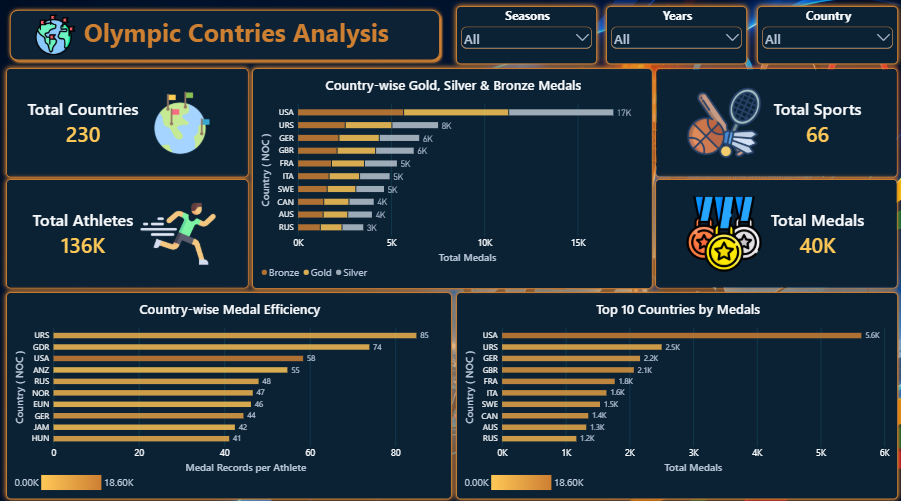 Olympic Contries Analysis
Seasons
All
Years
All
Country
All
Total Countries
230
Total Athletes
136K
Country-wise Gold, Silver & Bronze Medals
Country ( NOC )
USA 17K
URS 8K
GER 6K
GBR 6K
FRA 5K
ITA 5K
SWE 5K
CAN 4K
AUS 4K
RUS 3K
0K 5K 10K 15K
Total Medals
Bronze Gold Silver
Total Sports
66
Total Medals
40K
Country-wise Medal Efficiency
Country ( NOC )
URS 85
GDR 74
USA 58
ANZ 55
RUS 48
NOR 47
EUN 46
GER 44
JAM 42
HUN 41
0 20 40 60 80
Medal Records per Athlete
0.00K 18.60K
Top 10 Countries by Medals
Country ( NOC )
USA 5.6K
URS 2.5K
GER 2.2K
GBR 2.1K
FRA 1.8K
ITA 1.6K
SWE 1.5K
CAN 1.4K
AUS 1.3K
RUS 1.2K
0K 1K 2K 3K 4K 5K 6K
Total Medals
0.00K 18.60K